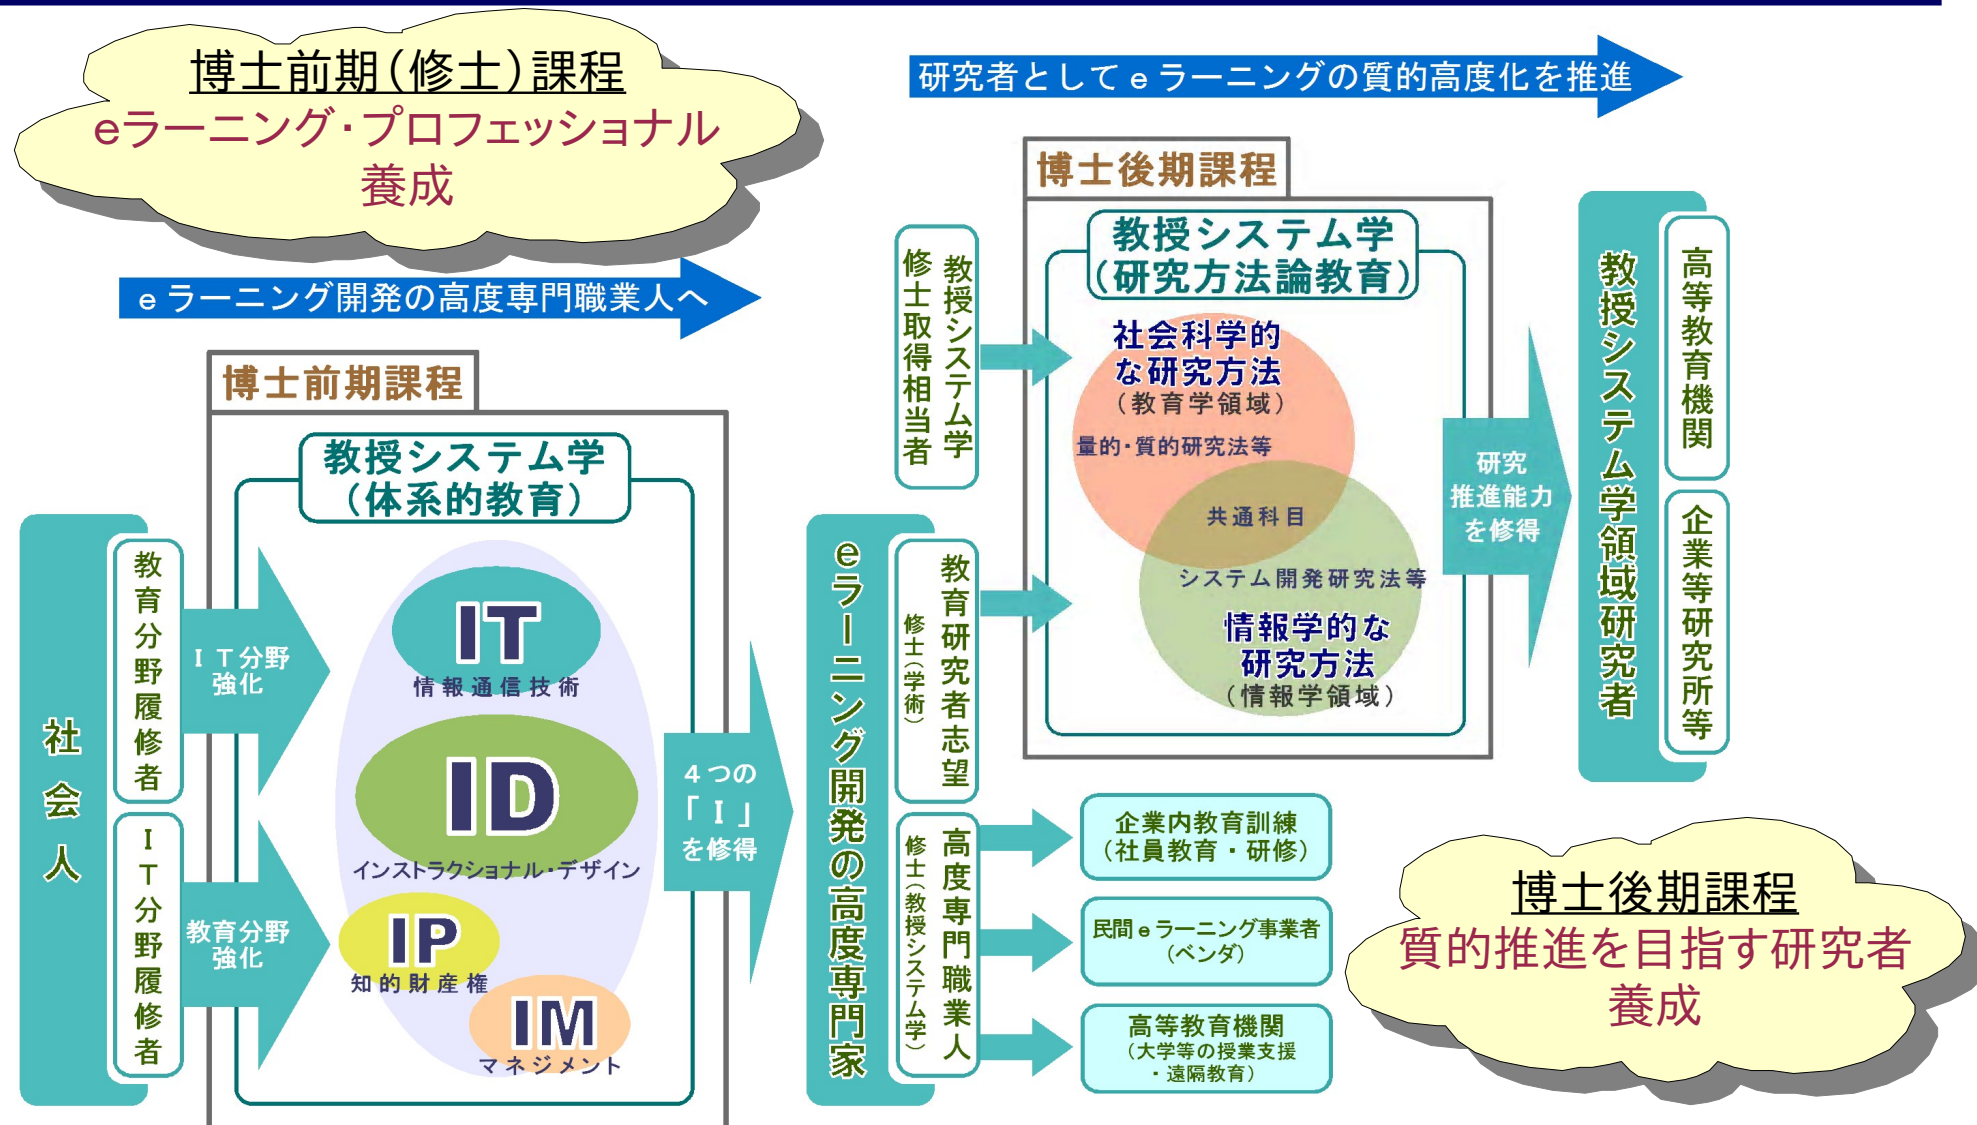 博士前期(修士)課程
eラーニング・プロフェッショナル
養成
研究者としてeラーニングの質的高度化を推進
eラーニング開発の高度専門職業人へ
博士前期課程
教授システム学
(体系的教育)
社会人
教育分野履修者
IT分野履修者
IT分野
強化
教育分野
強化
IT
情報通信技術
ID
インストラクショナル・デザイン
IP
知的財産権
IM
マネジメント
4つの
「I」
を修得
eラーニング開発の高度専門家
教育研究者志望
修士(学術)
高度専門職業人
修士(教授システム学)
企業内教育訓練
(社員教育・研修)
民間eラーニング事業者
(ベンダ)
高等教育機関
(大学等の授業支援
・遠隔教育)
博士後期課程
教授システム学
(研究方法論教育)
教授システム学
修士取得相当者
社会科学的
な研究方法
(教育学領域)
量的・質的研究法等
共通科目
システム開発研究法等
情報学的な
研究方法
(情報学領域)
研究
推進能力
を修得
教授システム学領域研究者
高等教育機関
企業等研究所等
博士後期課程
質的推進を目指す研究者
養成